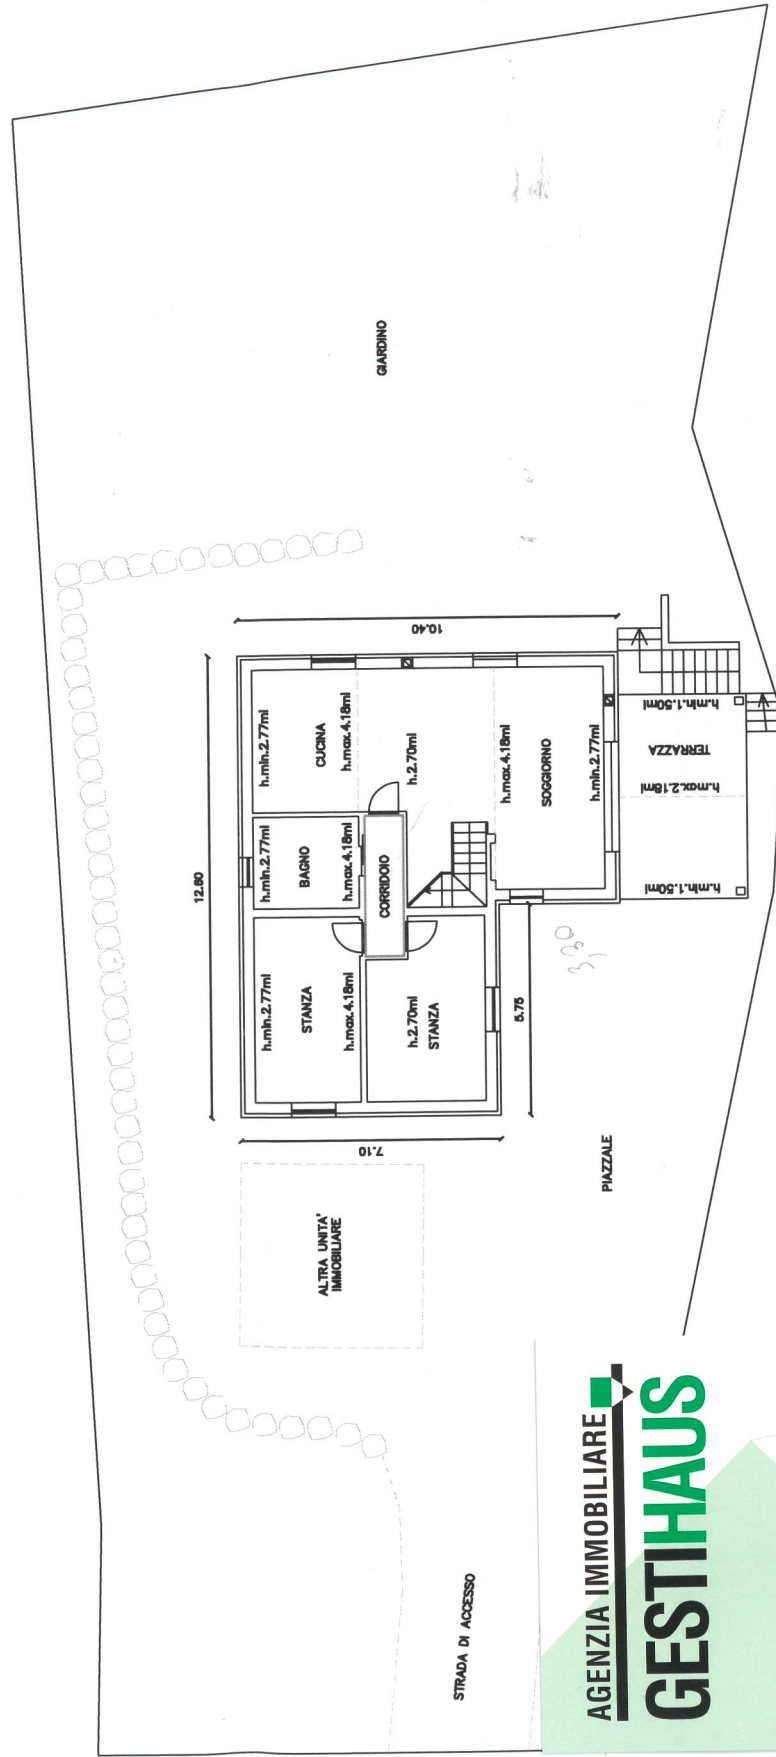 GIARDINO
10.40
12.60
h.min.2.77ml
CUCINA
h.max.4.18ml
h.2.70ml
h.max.4.18ml
SOGGIORNO
h.min.2.77ml
h.min.1.50ml
TERRAZZA
h.max.2.18ml
h.min.1.50ml
h.min.2.77ml
BAGNO
h.max.4.18ml
CORRIDOIO
h.min.2.77ml
STANZA
h.max.4.18ml
h.2.70ml
STANZA
5.75
3,30
7.10
PIAZZALE
ALTRA UNITA'
IMMOBILIARE
STRADA DI ACCESSO
AGENZIA IMMOBILIARE
GESTIHAUS